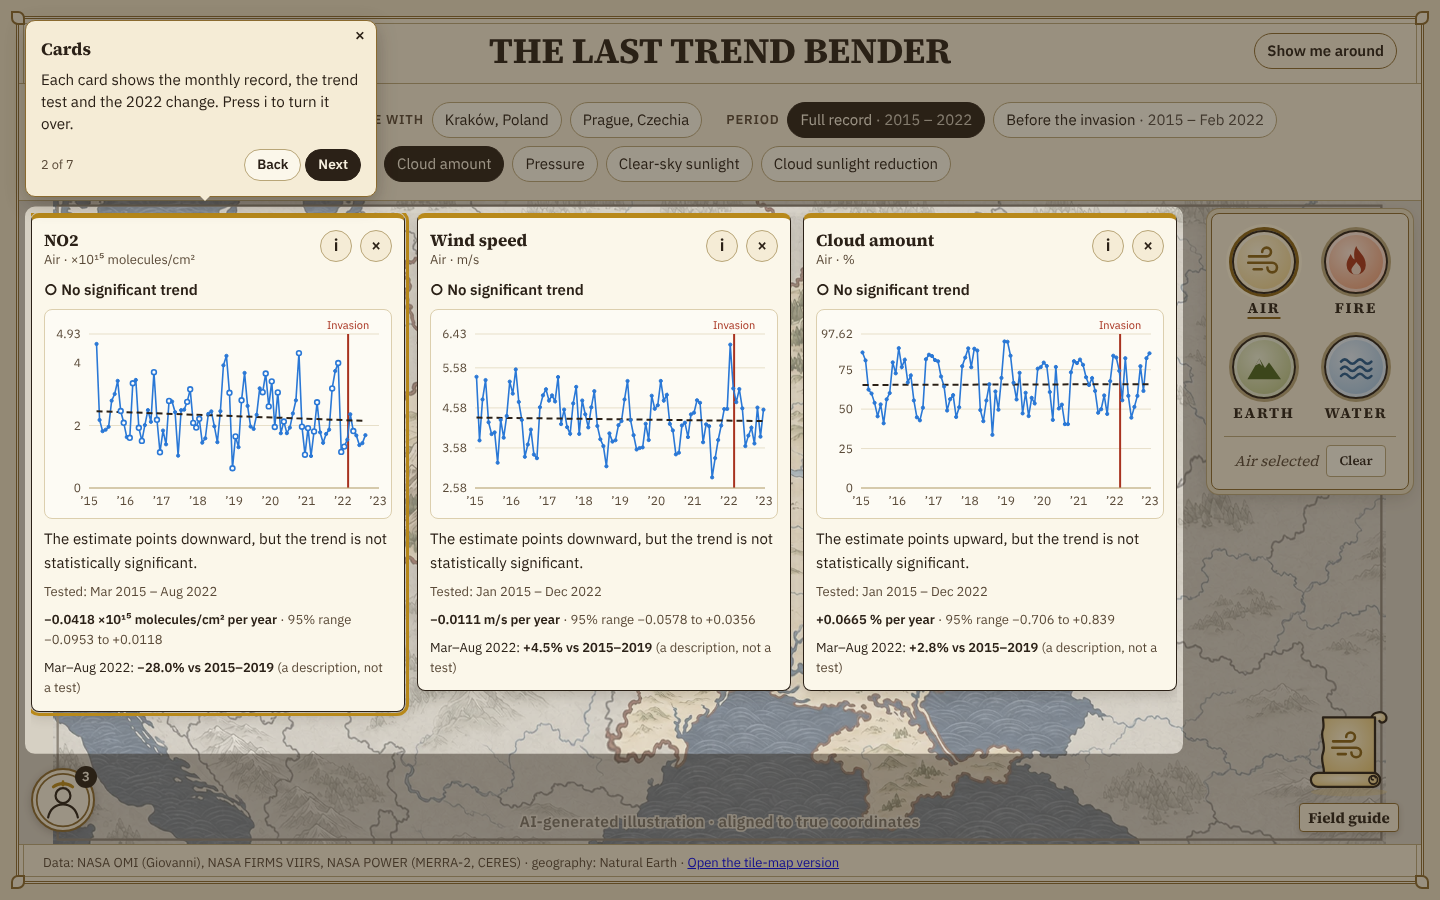 Cards
×
Each card shows the monthly record, the trend
test and the 2022 change. Press i to turn it
over.
2 of 7
Back
Next
THE LAST TREND BENDER
Show me around
E WITH
Kraków, Poland
Prague, Czechia
PERIOD
Full record · 2015 – 2022
Before the invasion · 2015 – Feb 2022
Cloud amount
Pressure
Clear-sky sunlight
Cloud sunlight reduction
NO2
i
×
Air · ×10¹⁵ molecules/cm²
No significant trend
Invasion
4.93
4
2
0
’15 ’16 ’17 ’18 ’19 ’20 ’21 ’22 ’23
The estimate points downward, but the trend is not
statistically significant.
Tested: Mar 2015 – Aug 2022
−0.0418 ×10¹⁵ molecules/cm² per year · 95% range
−0.0953 to +0.0118
Mar–Aug 2022: −28.0% vs 2015–2019 (a description, not
a test)
Wind speed
i
×
Air · m/s
No significant trend
Invasion
6.43
5.58
4.58
3.58
2.58
’15 ’16 ’17 ’18 ’19 ’20 ’21 ’22 ’23
The estimate points downward, but the trend is not
statistically significant.
Tested: Jan 2015 – Dec 2022
−0.0111 m/s per year · 95% range −0.0578 to +0.0356
Mar–Aug 2022: +4.5% vs 2015–2019 (a description, not a
test)
Cloud amount
i
×
Air · %
No significant trend
Invasion
97.62
75
50
25
0
’15 ’16 ’17 ’18 ’19 ’20 ’21 ’22 ’23
The estimate points upward, but the trend is not
statistically significant.
Tested: Jan 2015 – Dec 2022
+0.0665 % per year · 95% range −0.706 to +0.839
Mar–Aug 2022: +2.8% vs 2015–2019 (a description, not a
test)
AIR
FIRE
EARTH
WATER
Air selected
Clear
3
AI-generated illustration · aligned to true coordinates
Field guide
Data: NASA OMI (Giovanni), NASA FIRMS VIIRS, NASA POWER (MERRA-2, CERES) · geography: Natural Earth · Open the tile-map version